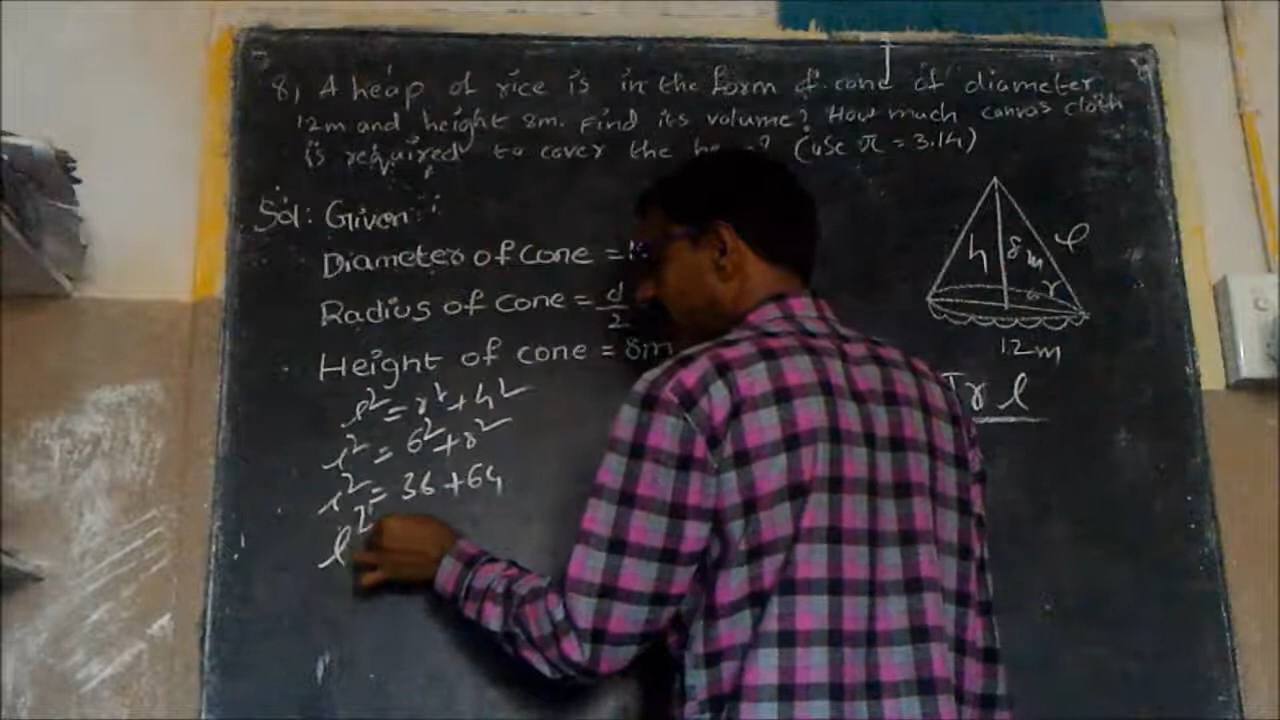 8, A heap of rice is in the form of cone of diameter
12m and height 8m. Find its volume? How much canvas cloth
is required to cover the (use π = 3.14)
Sol: Given :
Diameter of cone =
Radius of cone = d/2
Height of cone = 8m
l² = r² + h²
l² = 6² + 8²
l² = 36 + 64
l²
h 8m l
r
12m
r l